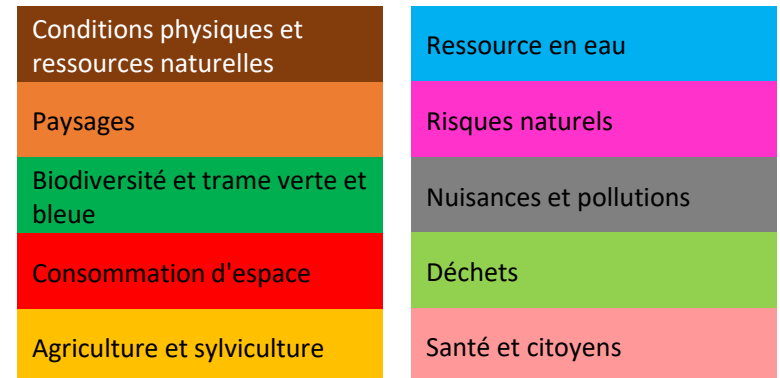 Conditions physiques et
ressources naturelles
Paysages
Biodiversité et trame verte et
bleue
Consommation d'espace
Agriculture et sylviculture
Ressource en eau
Risques naturels
Nuisances et pollutions
Déchets
Santé et citoyens